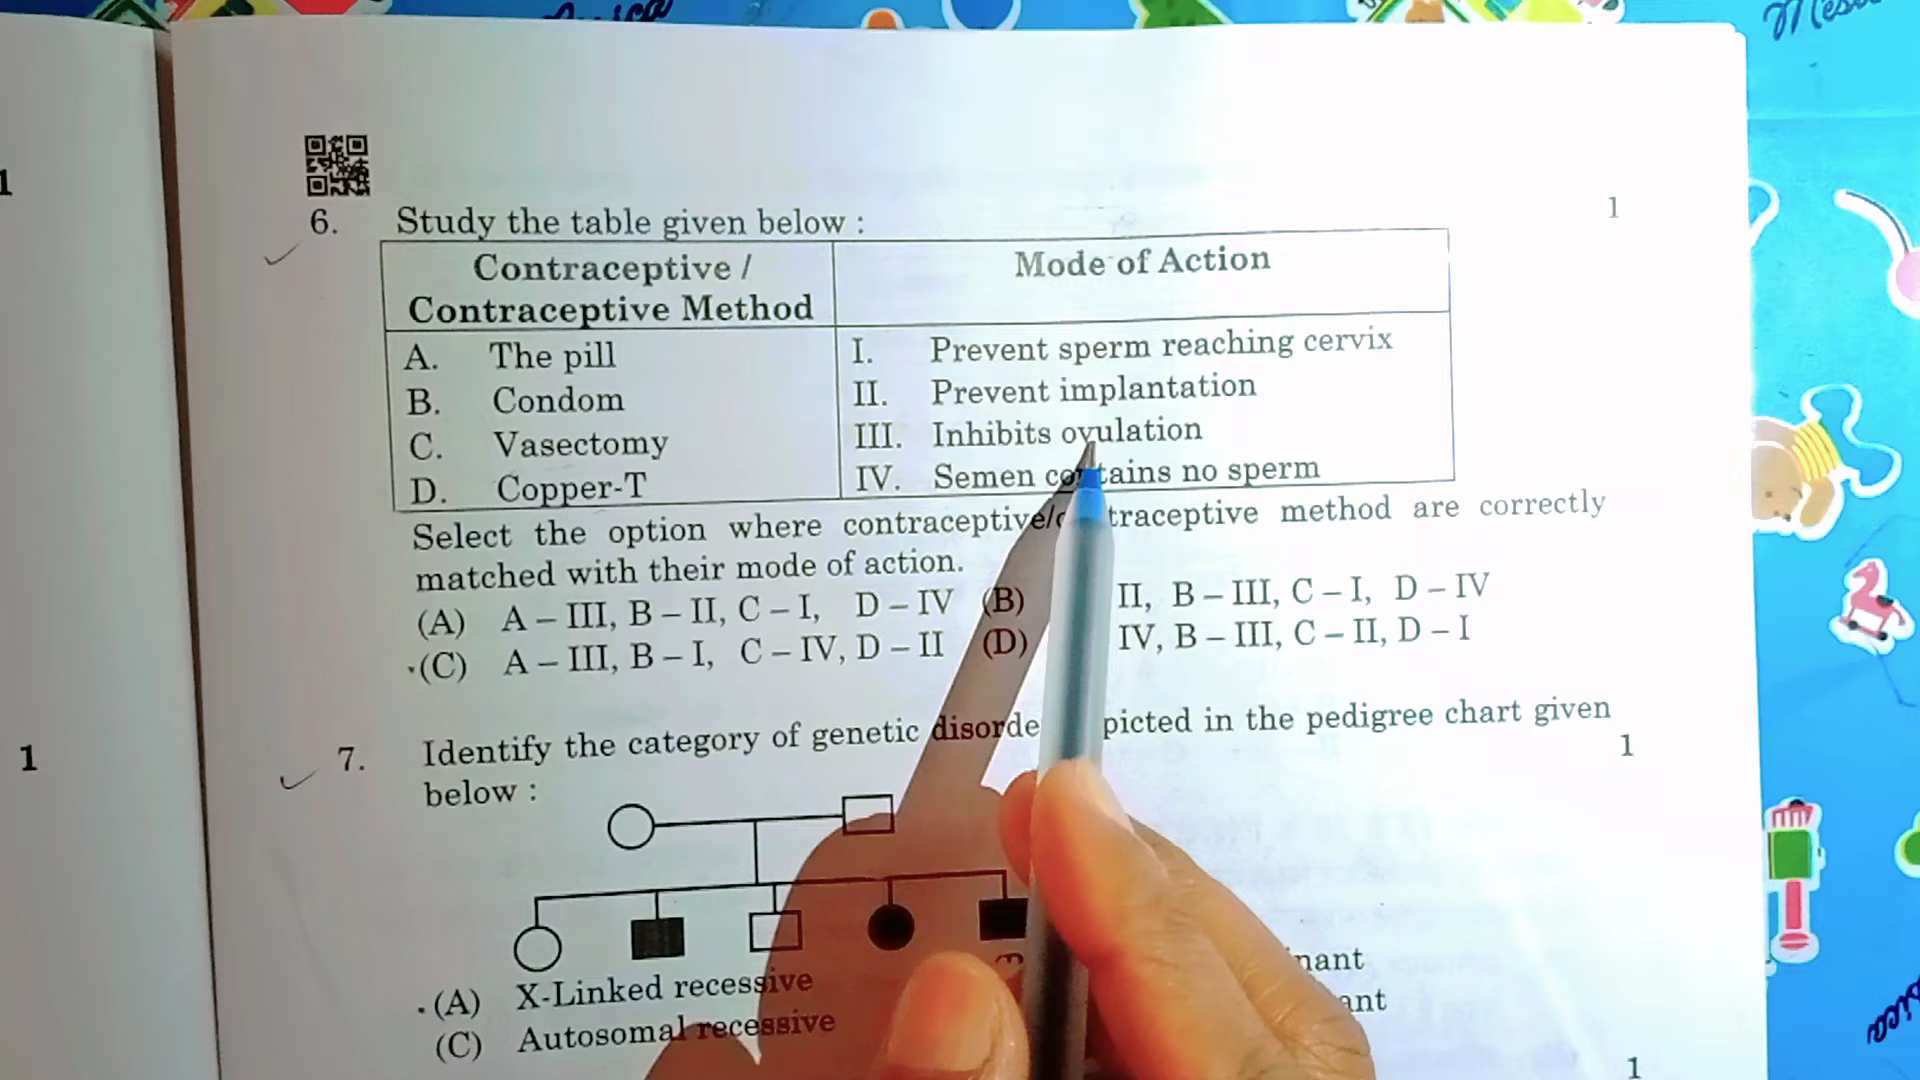 1
6. Study the table given below : 1
Contraceptive / Mode of Action
Contraceptive Method
A. The pill I. Prevent sperm reaching cervix
B. Condom II. Prevent implantation
C. Vasectomy III. Inhibits ovulation
D. Copper-T IV. Semen contains no sperm
Select the option where contraceptive/contraceptive method are correctly
matched with their mode of action.
(A) A – III, B – II, C – I, D – IV (B) II, B – III, C – I, D – IV
(C) A – III, B – I, C – IV, D – II (D) IV, B – III, C – II, D – I
1 7. Identify the category of genetic picted in the pedigree chart given 1
below :
(A) X-Linked recessive nant
(C) Autosomal recessive ant
1